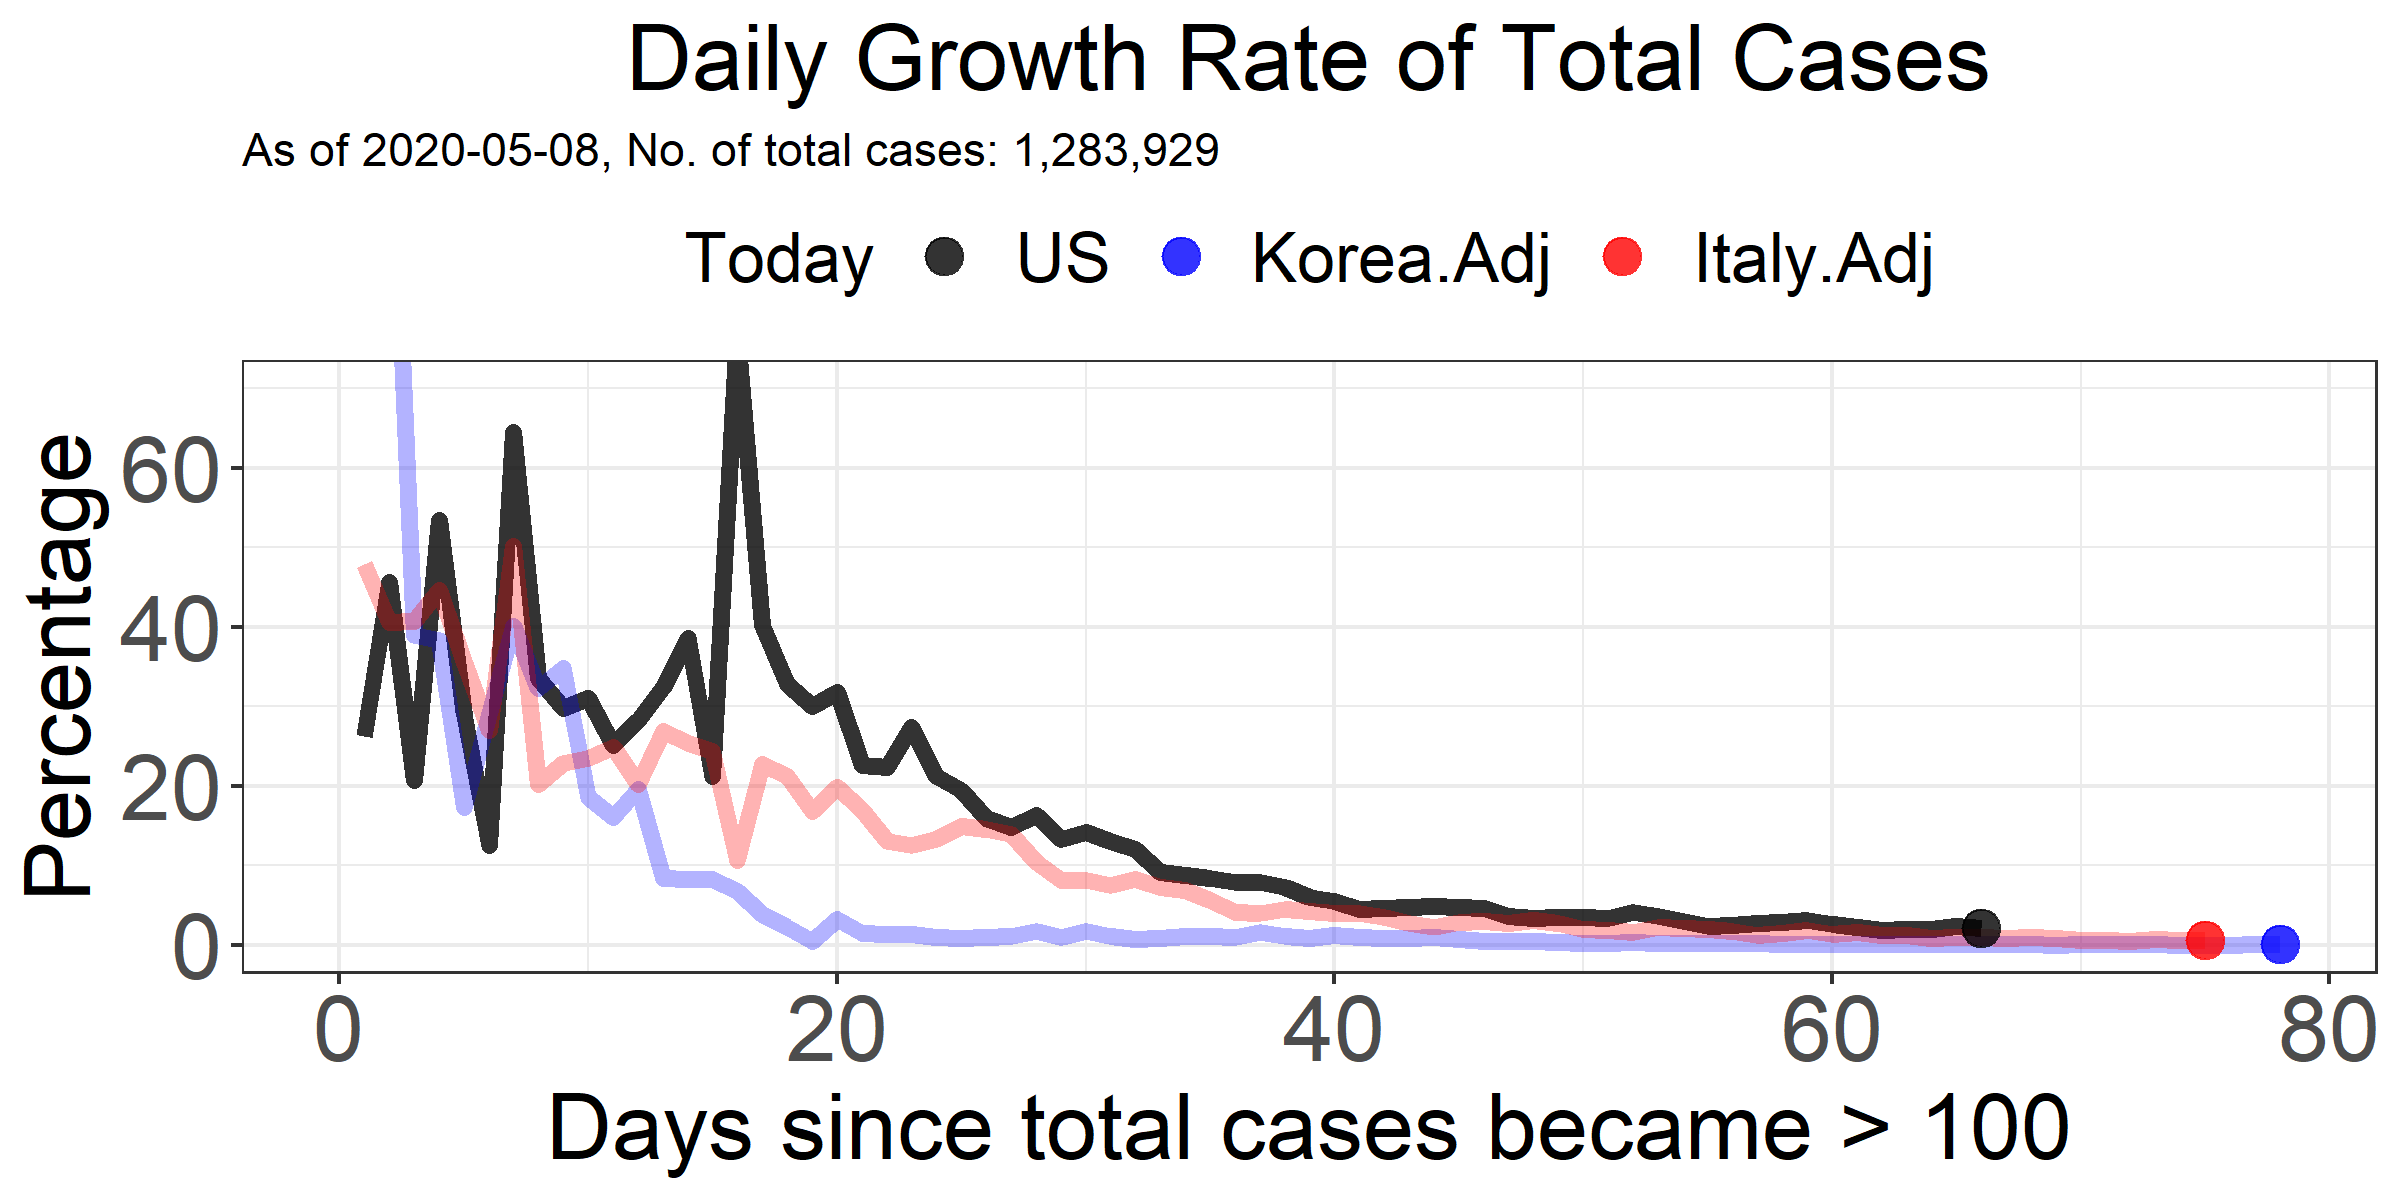 Daily Growth Rate of Total Cases
As of 2020-05-08, No. of total cases: 1,283,929
Today US Korea.Adj Italy.Adj
Percentage
60
40
20
0
0 20 40 60 80
Days since total cases became > 100